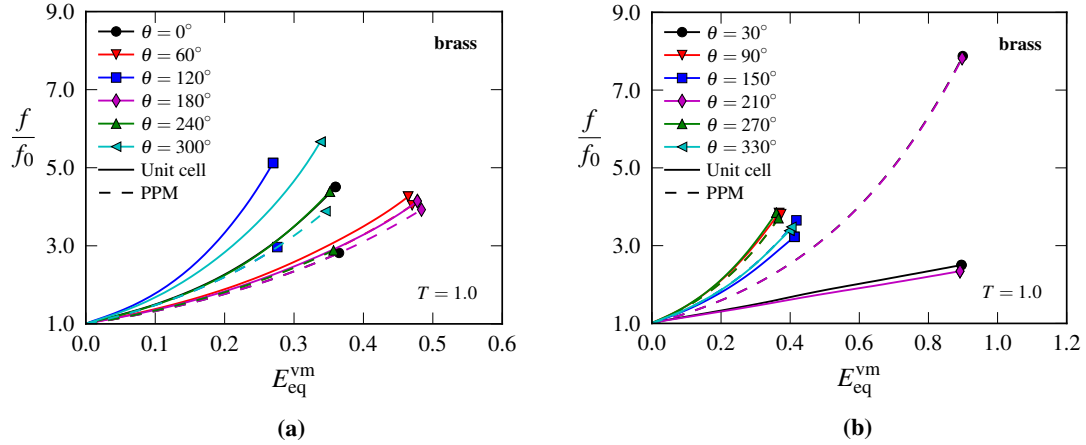 9.0
7.0
5.0
3.0
1.0
f
f0
θ = 0°
θ = 60°
θ = 120°
θ = 180°
θ = 240°
θ = 300°
Unit cell
PPM
brass
T = 1.0
0.0 0.1 0.2 0.3 0.4 0.5 0.6
E_eq^vm
(a)
9.0
7.0
5.0
3.0
1.0
f
f0
θ = 30°
θ = 90°
θ = 150°
θ = 210°
θ = 270°
θ = 330°
Unit cell
PPM
brass
T = 1.0
0.0 0.2 0.4 0.6 0.8 1.0 1.2
E_eq^vm
(b)